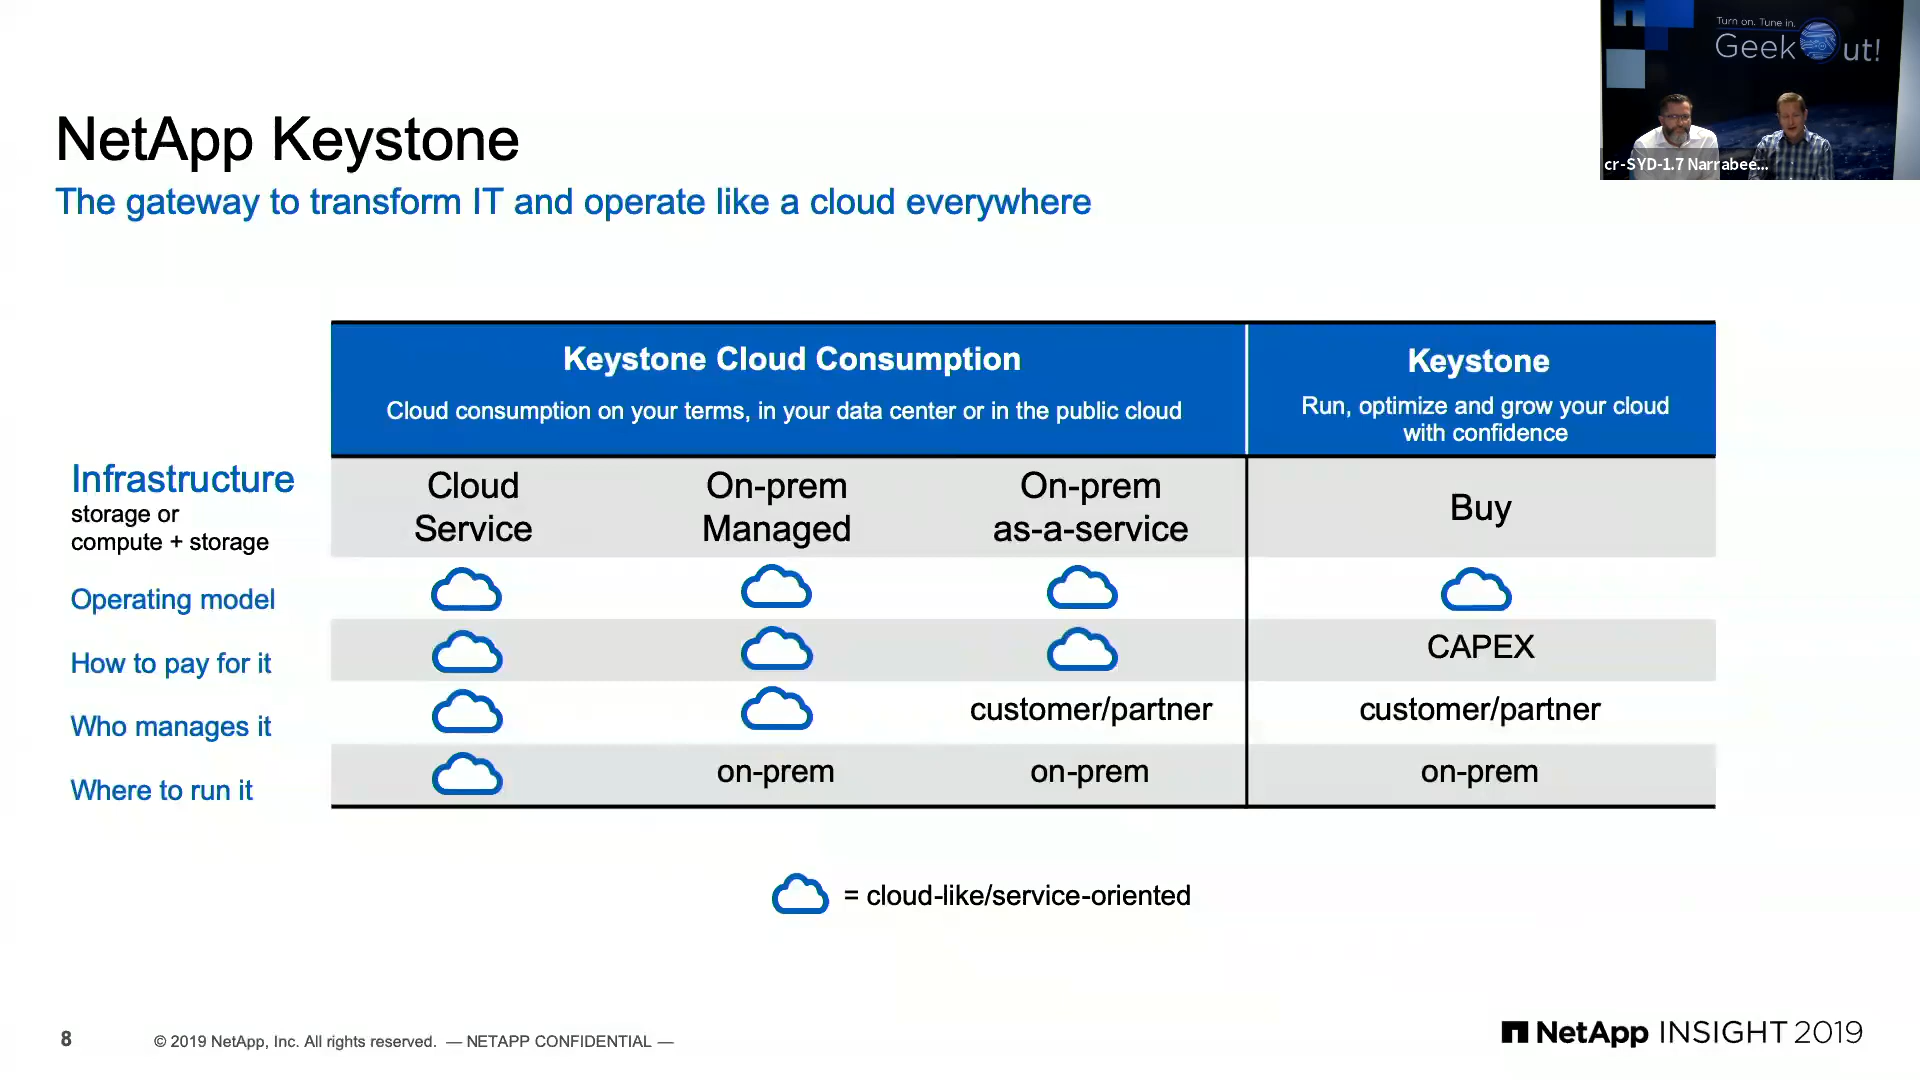 Turn on. Tune in.
Geek Out!
cr-SYD-1.7 Narrabee...
NetApp Keystone
The gateway to transform IT and operate like a cloud everywhere
Keystone Cloud Consumption
Cloud consumption on your terms, in your data center or in the public cloud
Keystone
Run, optimize and grow your cloud
with confidence
Infrastructure
storage or
compute + storage
Cloud
Service
On-prem
Managed
On-prem
as-a-service
Buy
Operating model
How to pay for it
CAPEX
Who manages it
customer/partner
customer/partner
Where to run it
on-prem
on-prem
on-prem
= cloud-like/service-oriented
8
© 2019 NetApp, Inc. All rights reserved. — NETAPP CONFIDENTIAL —
NetApp INSIGHT 2019